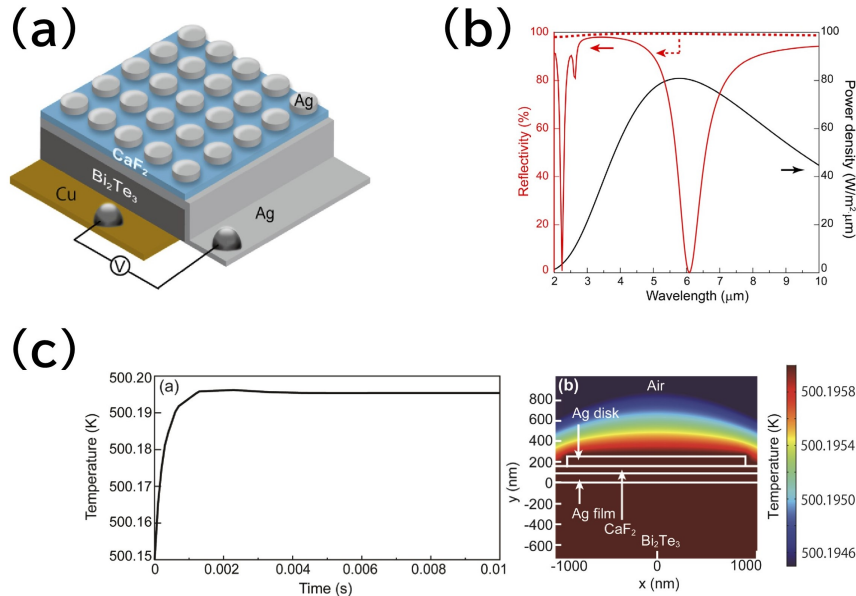 (a)
Ag
CaF2
Bi2Te3
Cu
Ag
V
(b)
100
80
60
40
20
0
Reflectivity (%)
2 3 4 5 6 7 8 9 10
Wavelength (μm)
100
80
60
40
20
0
Power density (W/m2 μm)
(c)
(a)
500.20
500.19
500.18
500.17
500.16
500.15
Temperature (K)
0 0.002 0.004 0.006 0.008 0.01
Time (s)
(b)
Air
Ag disk
Ag film
CaF2
Bi2Te3
800
600
400
200
0
-200
-400
-600
y (nm)
-1000 0 1000
x (nm)
Temperature (K)
500.1958
500.1954
500.1950
500.1946